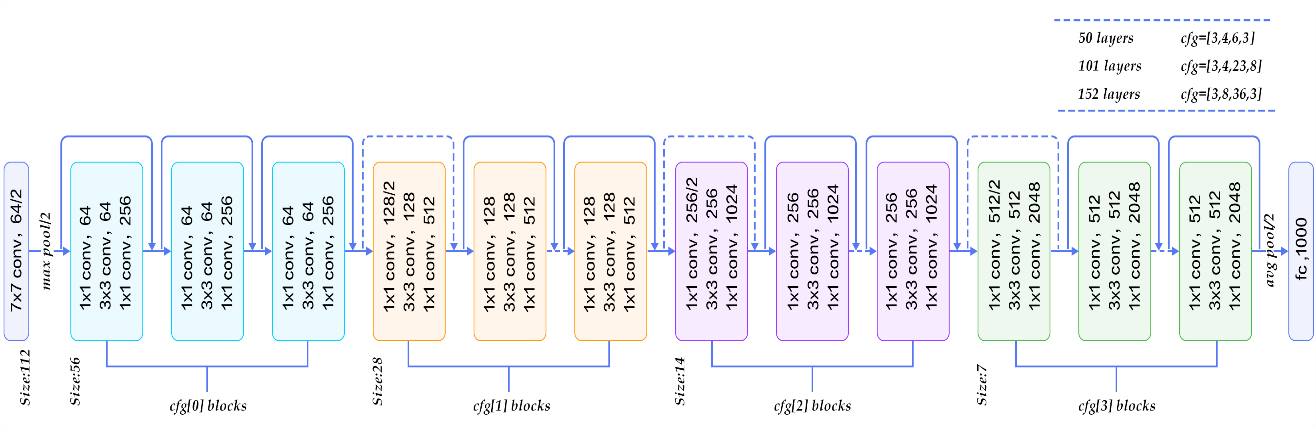 50 layers cfg=[3,4,6,3]
101 layers cfg=[3,4,23,8]
152 layers cfg=[3,8,36,3]
7x7 conv, 64/2
max pool/2
1x1 conv, 64
3x3 conv, 64
1x1 conv, 256
1x1 conv, 64
3x3 conv, 64
1x1 conv, 256
1x1 conv, 64
3x3 conv, 64
1x1 conv, 256
1x1 conv, 128/2
3x3 conv, 128
1x1 conv, 512
1x1 conv, 128
3x3 conv, 128
1x1 conv, 512
1x1 conv, 128
3x3 conv, 128
1x1 conv, 512
1x1 conv, 256/2
3x3 conv, 256
1x1 conv, 1024
1x1 conv, 256
3x3 conv, 256
1x1 conv, 1024
1x1 conv, 256
3x3 conv, 256
1x1 conv, 1024
1x1 conv, 512/2
3x3 conv, 512
1x1 conv, 2048
1x1 conv, 512
3x3 conv, 512
1x1 conv, 2048
1x1 conv, 512
3x3 conv, 512
1x1 conv, 2048
avg pool/2
fc ,1000
Size:112
Size:56
Size:28
Size:14
Size:7
cfg[0] blocks
cfg[1] blocks
cfg[2] blocks
cfg[3] blocks